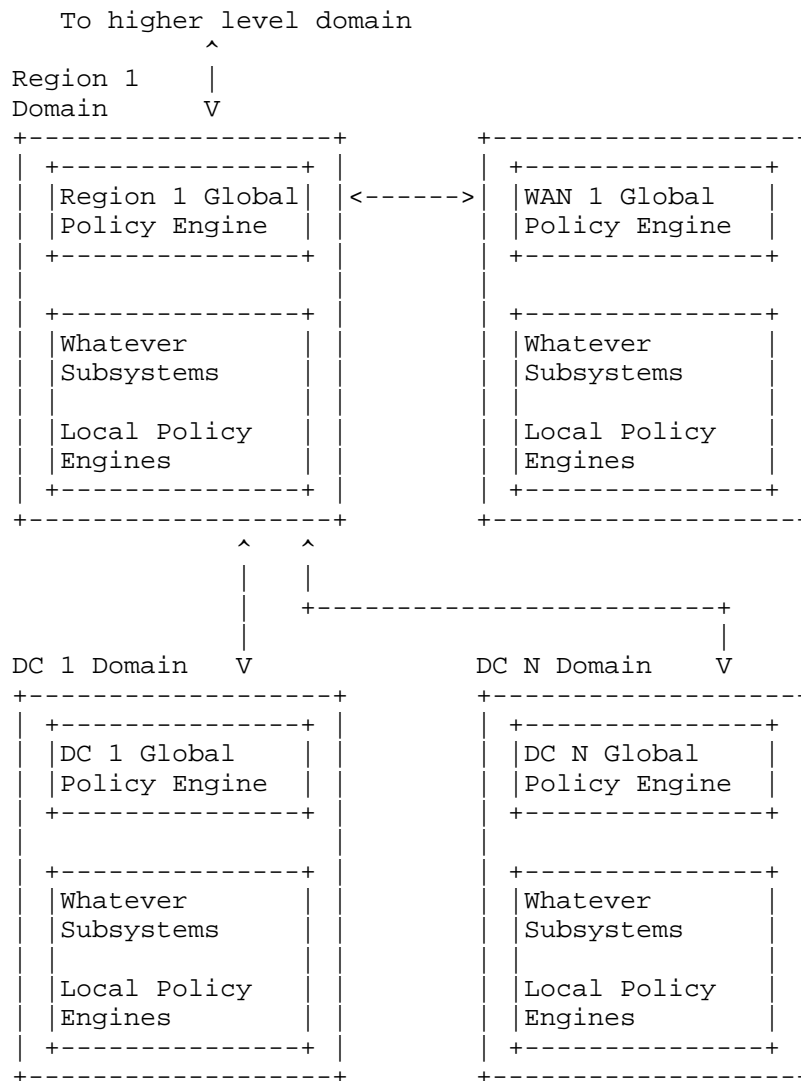 To higher level domain
^
Region 1 |
Domain V
+-------------------+ +-------------------
| +---------------+ | | +---------------+
| |Region 1 Global| |<------>| |WAN 1 Global |
| |Policy Engine | | | |Policy Engine |
| +---------------+ | | +---------------+
| | |
| +---------------+ | | +---------------+
| |Whatever | | | |Whatever |
| |Subsystems | | | |Subsystems |
| | | | | | |
| |Local Policy | | | |Local Policy |
| |Engines | | | |Engines |
| +---------------+ | | +---------------+
+-------------------+ +-------------------
^ ^
| |
| +-------------------------+
| |
DC 1 Domain V DC N Domain V
+-------------------+ +-------------------
| +---------------+ | | +---------------+
| |DC 1 Global | | | |DC N Global |
| |Policy Engine | | | |Policy Engine |
| +---------------+ | | +---------------+
| | |
| +---------------+ | | +---------------+
| |Whatever | | | |Whatever |
| |Subsystems | | | |Subsystems |
| | | | | | |
| |Local Policy | | | |Local Policy |
| |Engines | | | |Engines |
| +---------------+ | | +---------------+
+-------------------+ +-------------------